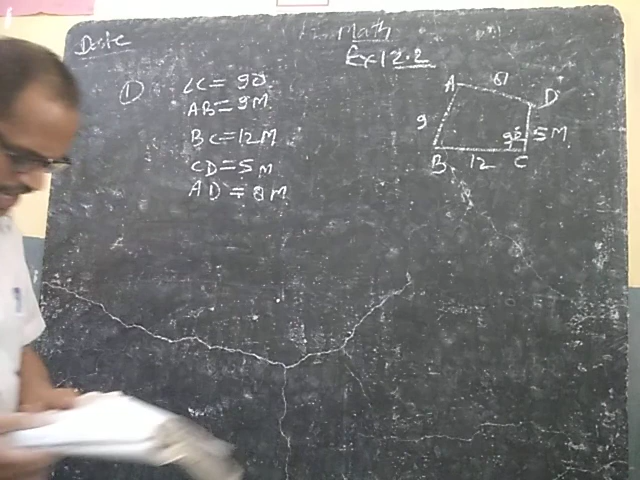 Date
Math
Ex 12.2
① ∠C = 90
AB = 9M
BC = 12M
CD = 5M
AD = 8M
A
D
9
90
5M
B
12
C